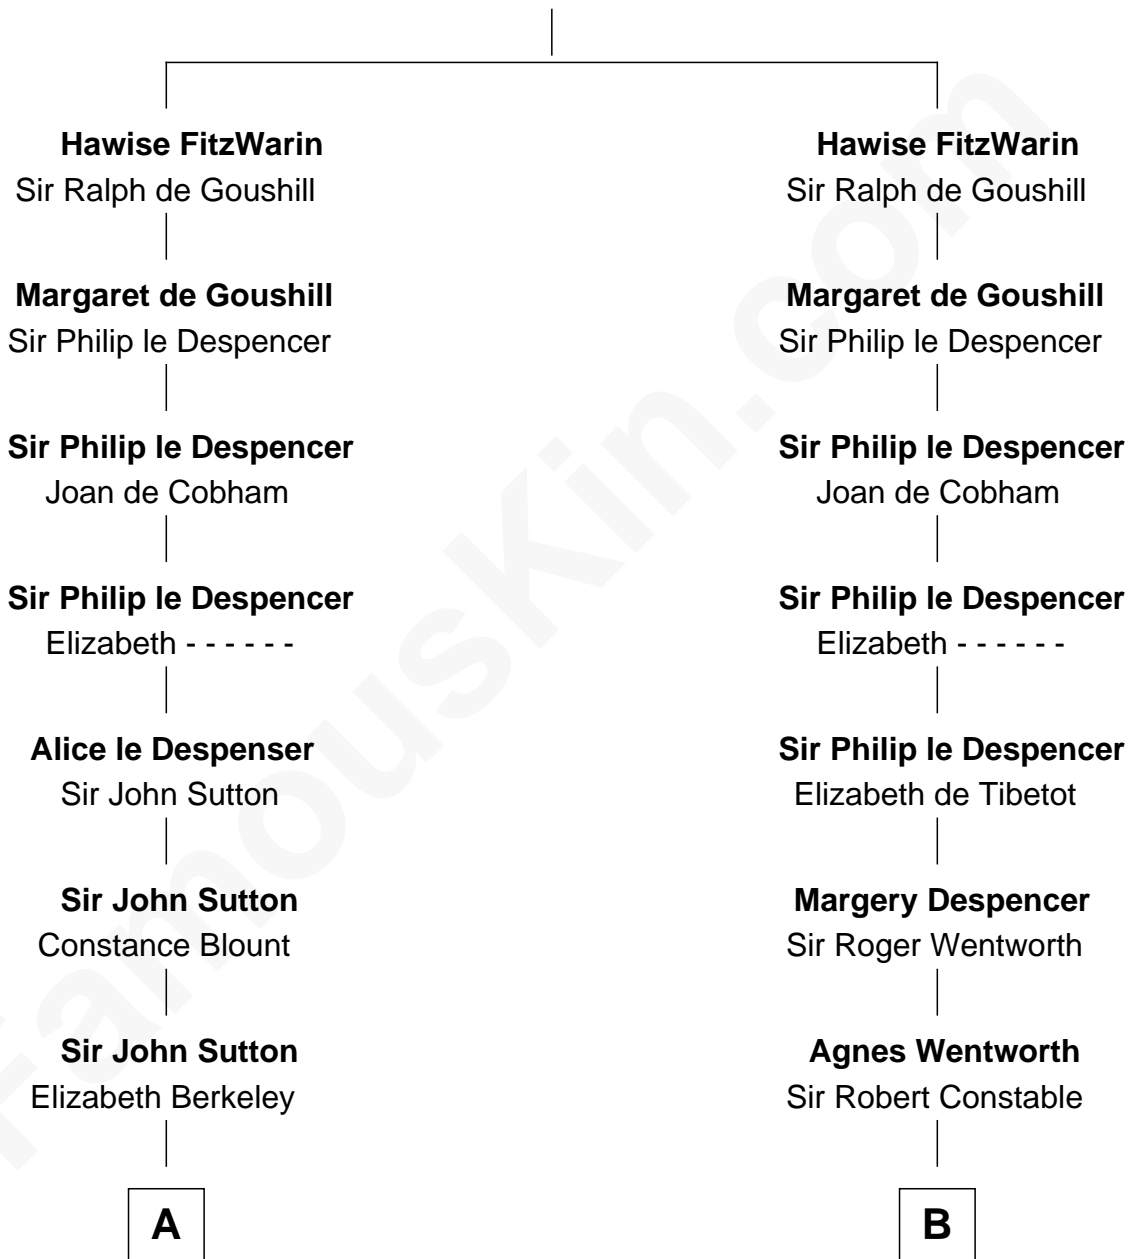 Hawise FitzWarin
Sir Ralph de Goushill
Margaret de Goushill
Sir Philip le Despencer
Sir Philip le Despencer
Joan de Cobham
Sir Philip le Despencer
Elizabeth - - - - - -
Alice le Despenser
Sir John Sutton
Sir John Sutton
Constance Blount
Sir John Sutton
Elizabeth Berkeley
A
Hawise FitzWarin
Sir Ralph de Goushill
Margaret de Goushill
Sir Philip le Despencer
Sir Philip le Despencer
Joan de Cobham
Sir Philip le Despencer
Elizabeth - - - - - -
Sir Philip le Despencer
Elizabeth de Tibetot
Margery Despencer
Sir Roger Wentworth
Agnes Wentworth
Sir Robert Constable
B
FamousKin.com